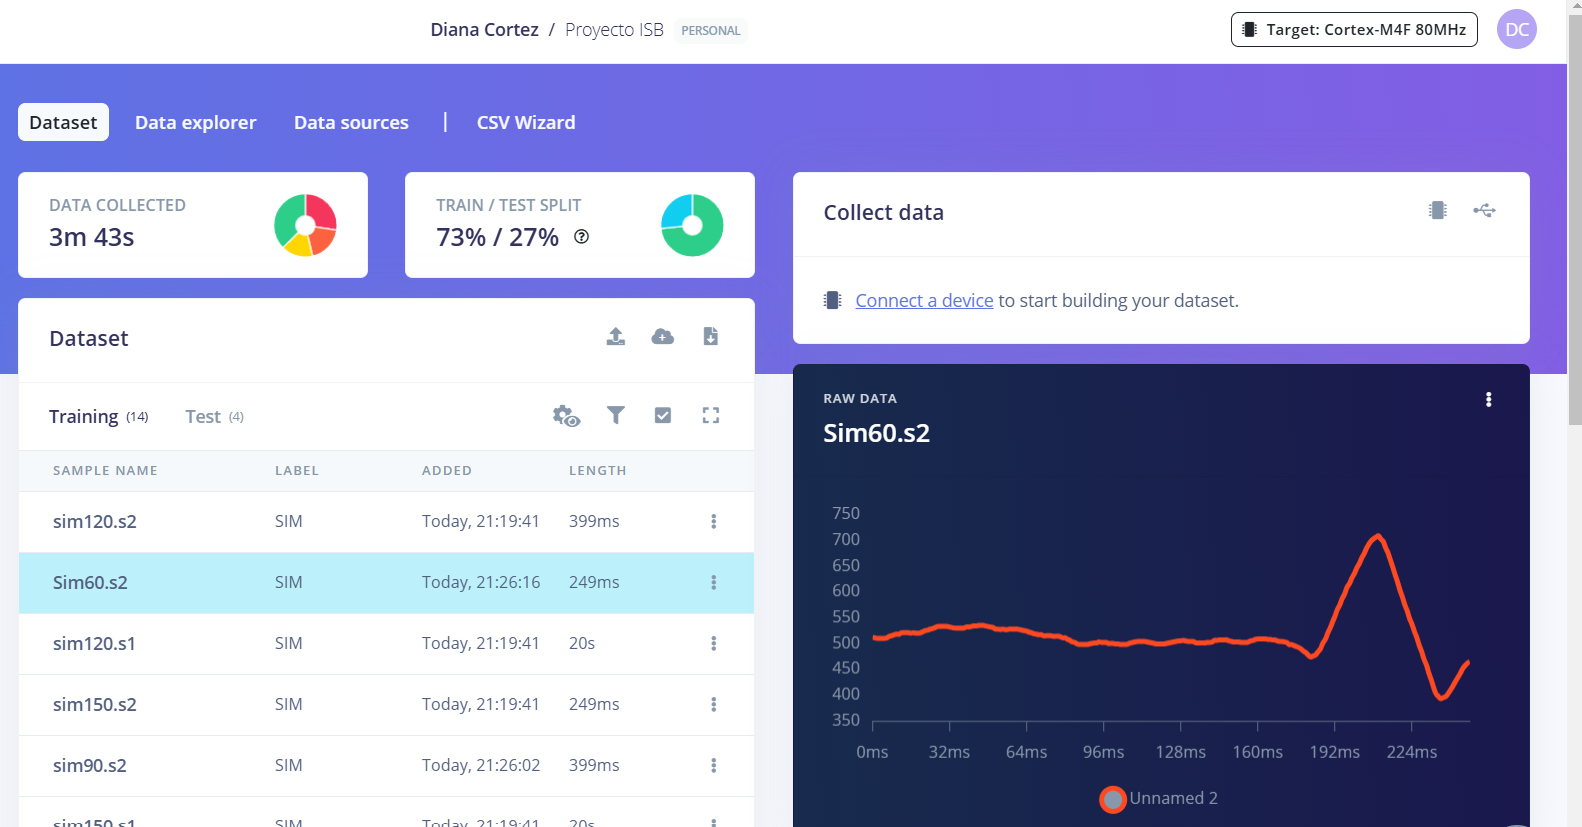 Diana Cortez / Proyecto ISB PERSONAL
Target: Cortex-M4F 80MHz
DC
Dataset
Data explorer
Data sources
|
CSV Wizard
DATA COLLECTED
3m 43s
TRAIN / TEST SPLIT
73% / 27%
?
Collect data
Connect a device to start building your dataset.
Dataset
Training (14)
Test (4)
SAMPLE NAME LABEL ADDED LENGTH
sim120.s2 SIM Today, 21:19:41 399ms
Sim60.s2 SIM Today, 21:26:16 249ms
sim120.s1 SIM Today, 21:19:41 20s
sim150.s2 SIM Today, 21:19:41 249ms
sim90.s2 SIM Today, 21:26:02 399ms
sim150.s1 SIM Today, 21:19:41 20s
RAW DATA
Sim60.s2
750
700
650
600
550
500
450
400
350
0ms 32ms 64ms 96ms 128ms 160ms 192ms 224ms
Unnamed 2